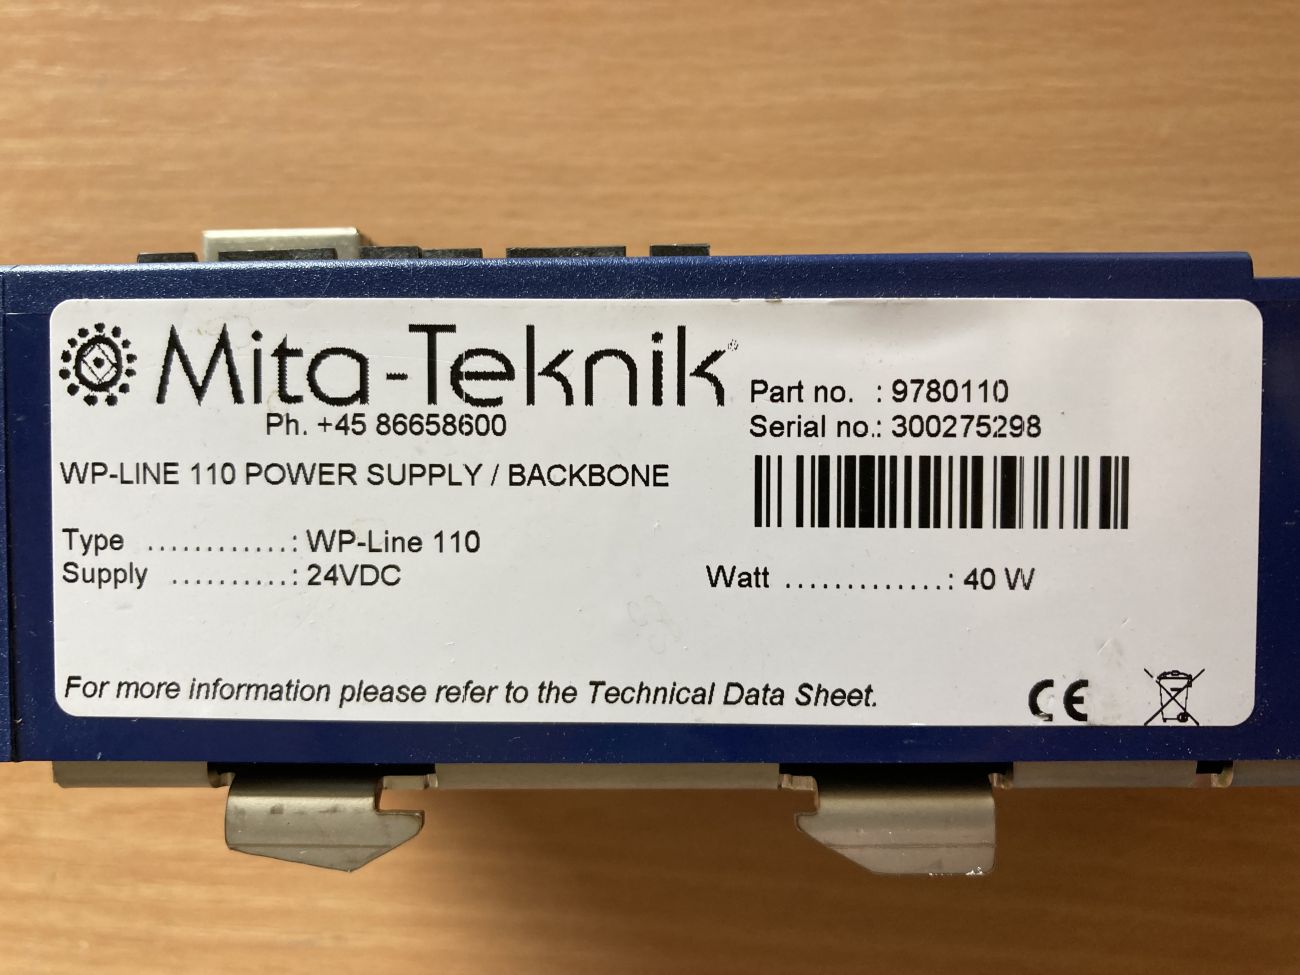 Mita-Teknik®
Ph. +45 86658600
Part no. : 9780110
Serial no.: 300275298
WP-LINE 110 POWER SUPPLY / BACKBONE
Type ............: WP-Line 110
Supply ..........: 24VDC
Watt .............: 40 W
For more information please refer to the Technical Data Sheet.
CE